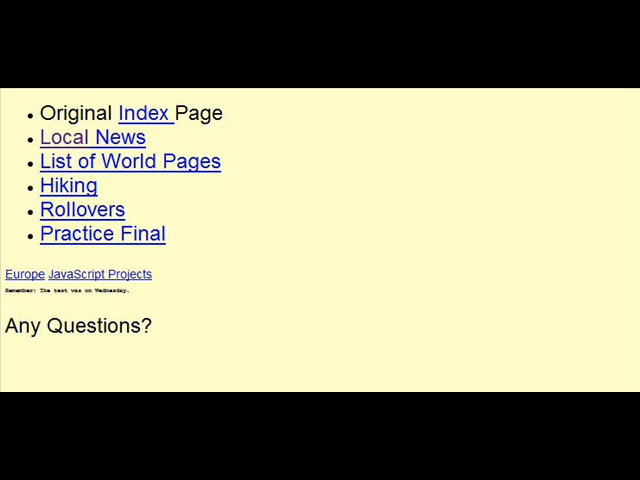 Original Index Page
Local News
List of World Pages
Hiking
Rollovers
Practice Final
Europe JavaScript Projects
Remember: The test was on Wednesday.
Any Questions?